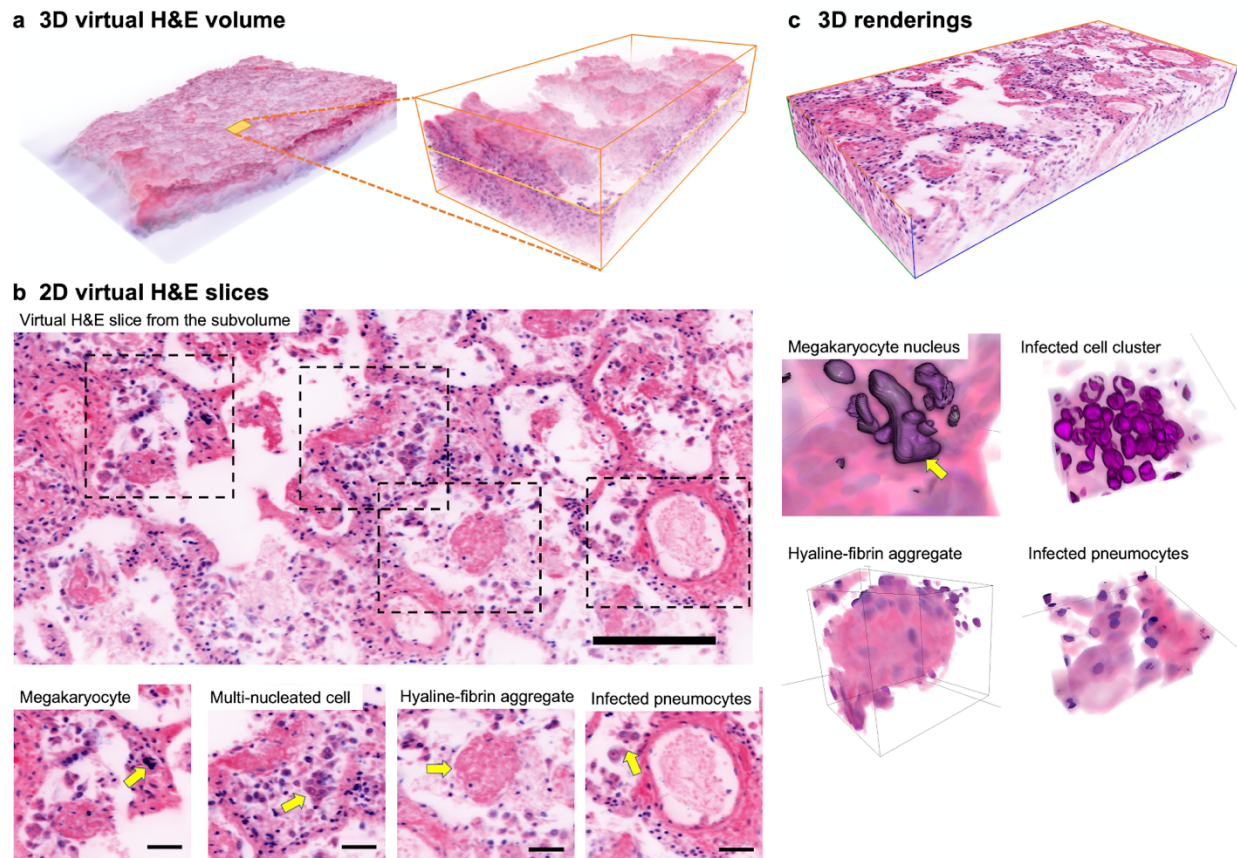 a 3D virtual H&E volume
c 3D renderings
b 2D virtual H&E slices
Virtual H&E slice from the subvolume
Megakaryocyte
Multi-nucleated cell
Hyaline-fibrin aggregate
Infected pneumocytes
Megakaryocyte nucleus
Infected cell cluster
Hyaline-fibrin aggregate
Infected pneumocytes